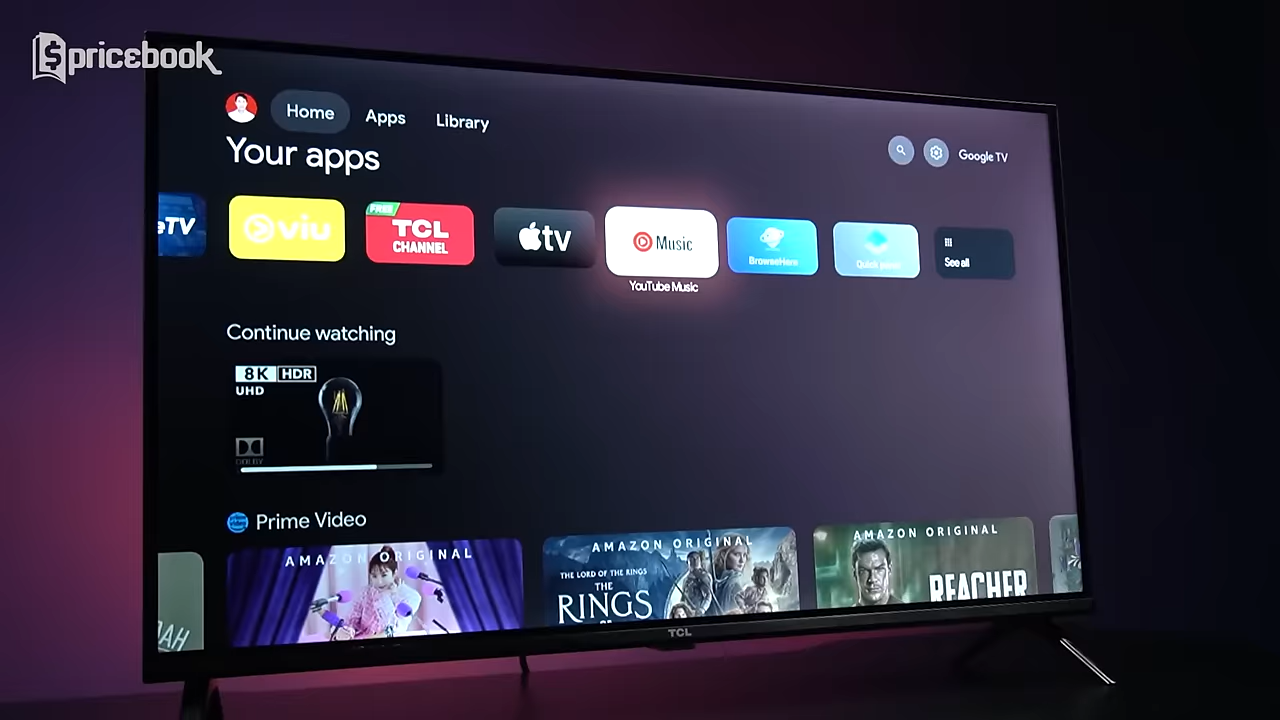 pricebook
Home
Apps
Library
Your apps
Google TV
eTV
viu
FREE
TCL
CHANNEL
tv
Music
BrowseHere
See all
YouTube Music
Continue watching
8K HDR
UHD
DOLBY
Prime Video
AMAZON ORIGINAL
AMAZON ORIGINAL
THE LORD OF THE RINGS
THE
RINGS
AMAZON ORIGINAL
REACHER
AH
TCL